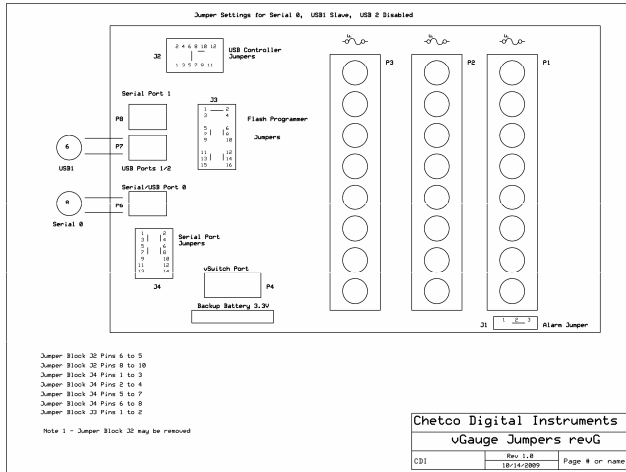 Jumper Settings for Serial 0, USB1 Slave, USB 2 Disabled
2 4 6 8 10 12
J2
USB Controller
Jumpers
1 3 5 7 9 11
P3
P2
P1
Serial Port 1
P8
J3
1 2
3 4
Flash Programmer
5 6
7 8
9 10
Jumpers
11 12
13 14
15 16
6
P7
USB1
USB Ports 1/2
Serial/USB Port 0
P6
Serial 0
1 2
3 4
5 6
7 8
9 10
11 12
Serial Port
Jumpers
J4
vSwitch Port
P4
Backup Battery 3.3V
J1
1 2 3
Alarm Jumper
Jumper Block J2 Pins 6 to 5
Jumper Block J2 Pins 8 to 10
Jumper Block J4 Pins 1 to 3
Jumper Block J4 Pins 2 to 4
Jumper Block J4 Pins 5 to 7
Jumper Block J4 Pins 6 to 8
Jumper Block J3 Pins 1 to 2
Note 1 - Jumper Block J2 may be removed
Chetco Digital Instruments
vGauge Jumpers revG
CDI
Rev 1.0
10/14/2009
Page # or name